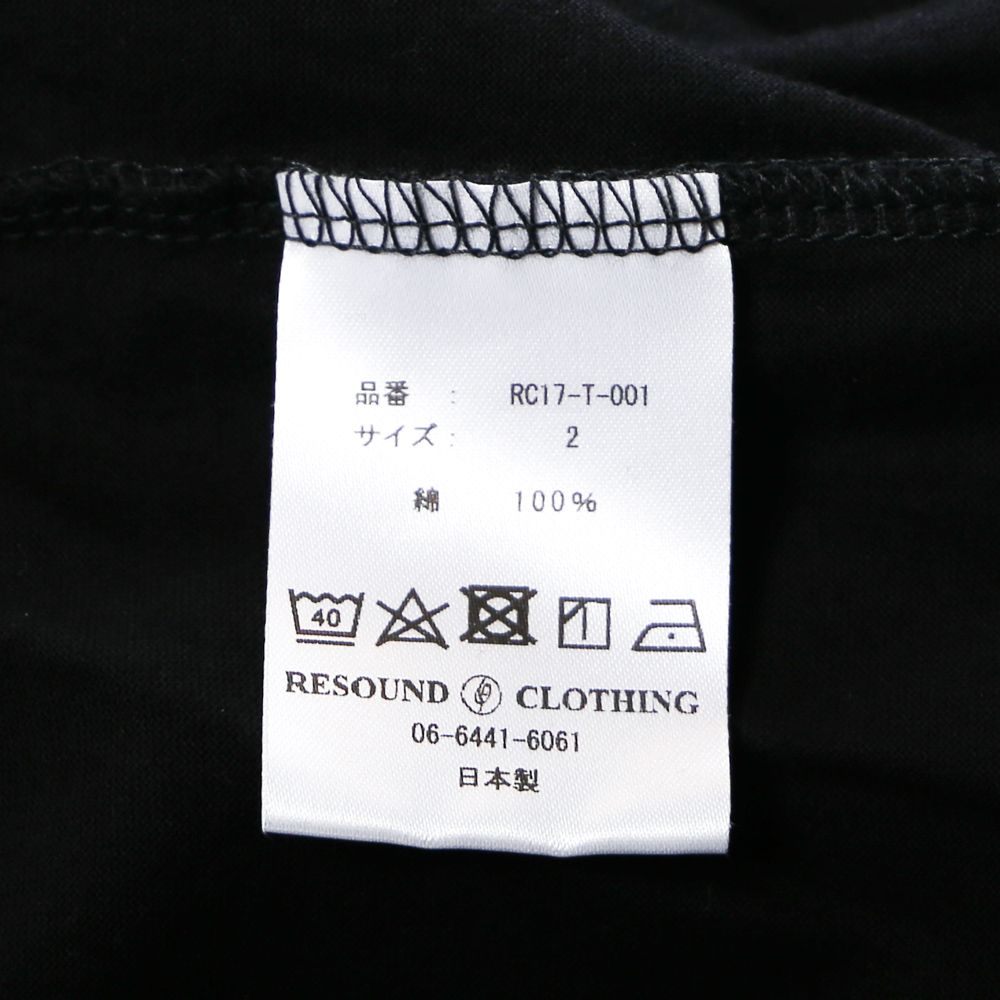 品番 : RC17-T-001
サイズ: 2
綿 100%
40
RESOUND CLOTHING
06-6441-6061
日本製